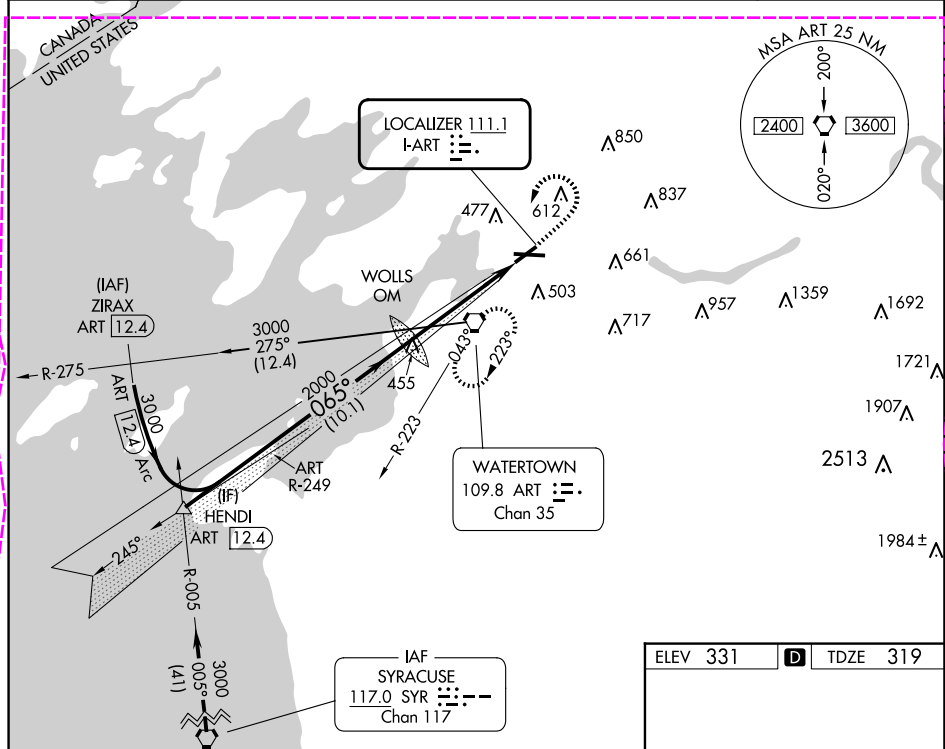 CANADA
UNITED STATES
MSA ART 25 NM
200°
2400
3600
020°
LOCALIZER 111.1
I-ART
850
837
477
612
661
503
717
957
1359
1692
1721
1907
2513
1984±
(IAF)
ZIRAX
ART 12.4
WOLLS
OM
3000
275°
(12.4)
R-275
ART 12.4 Arc
3000
2000
065°
(10.1)
455
043°
223°
R-223
ART
R-249
(IF)
HENDI
ART 12.4
245°
R-005
WATERTOWN
109.8 ART
Chan 35
3000
005°
(41)
IAF
SYRACUSE
117.0 SYR
Chan 117
ELEV 331 D TDZE 319